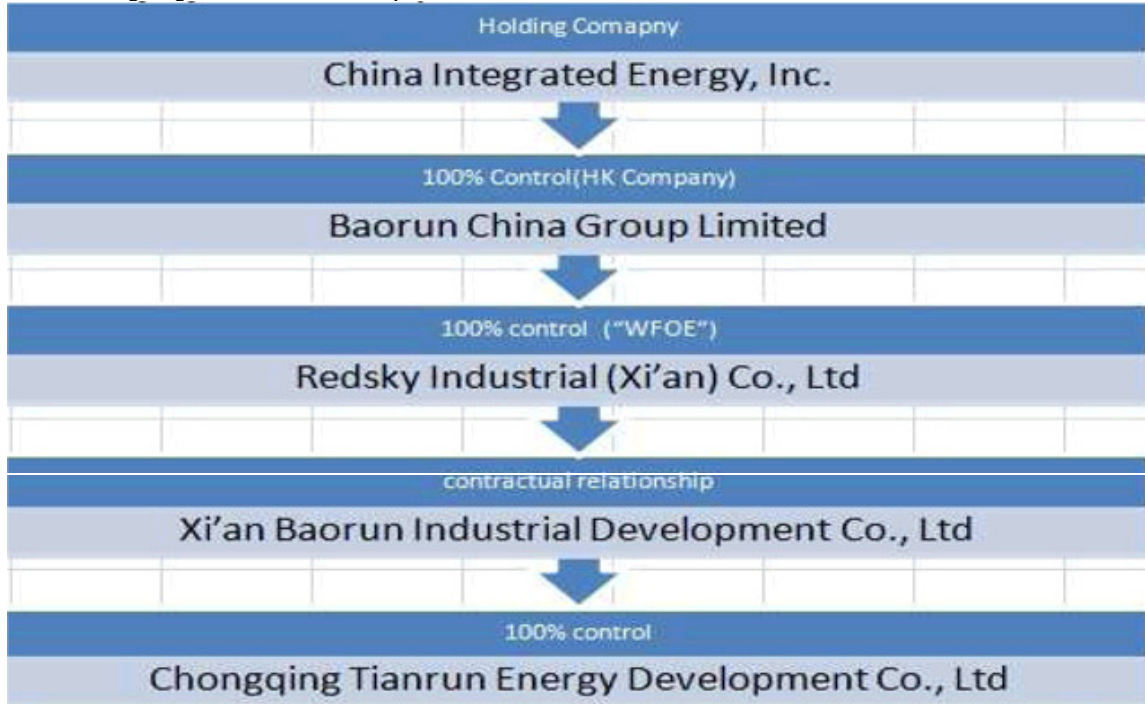 Holding Comapny
China Integrated Energy, Inc.
100% Control(HK Company)
Baorun China Group Limited
100% control ("WFOE")
Redsky Industrial (Xi'an) Co., Ltd
contractual relationship
Xi'an Baorun Industrial Development Co., Ltd
100% control
Chongqing Tianrun Energy Development Co., Ltd